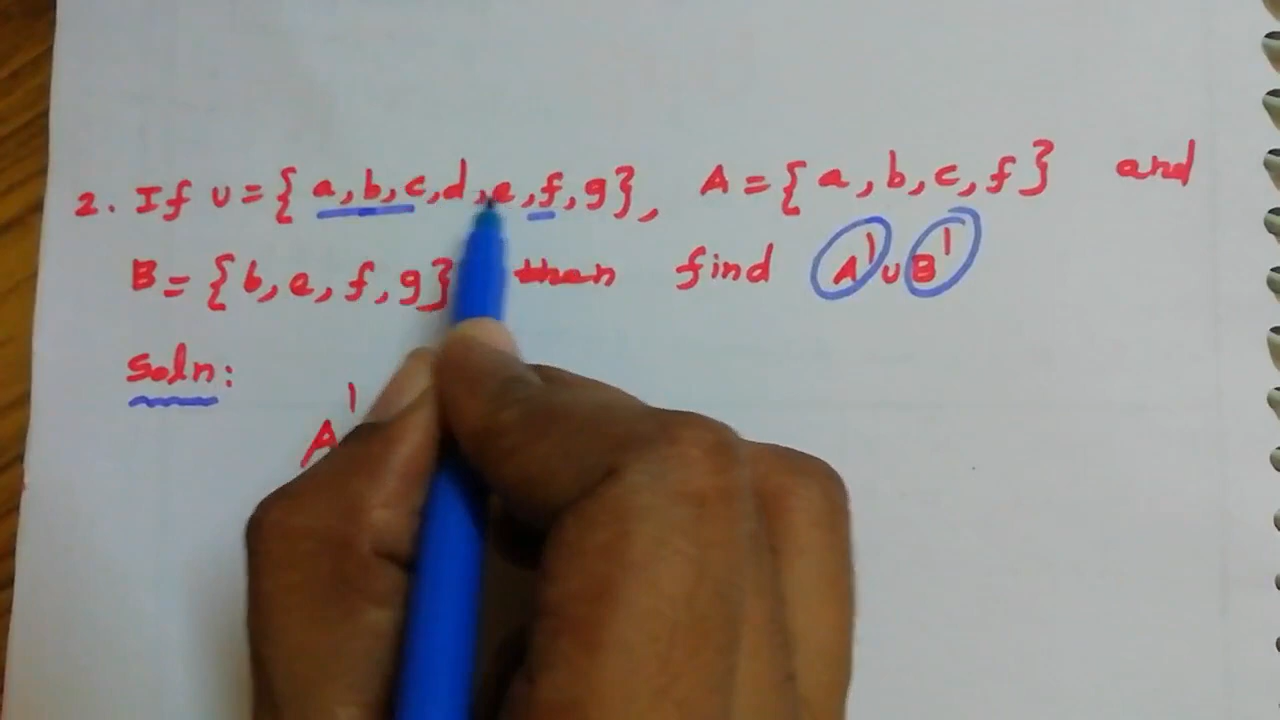 2. If U = { a, b, c, d, e, f, g }, A = { a, b, c, f } and
B = { b, e, f, g } then find A' ∪ B'
Soln:
A'